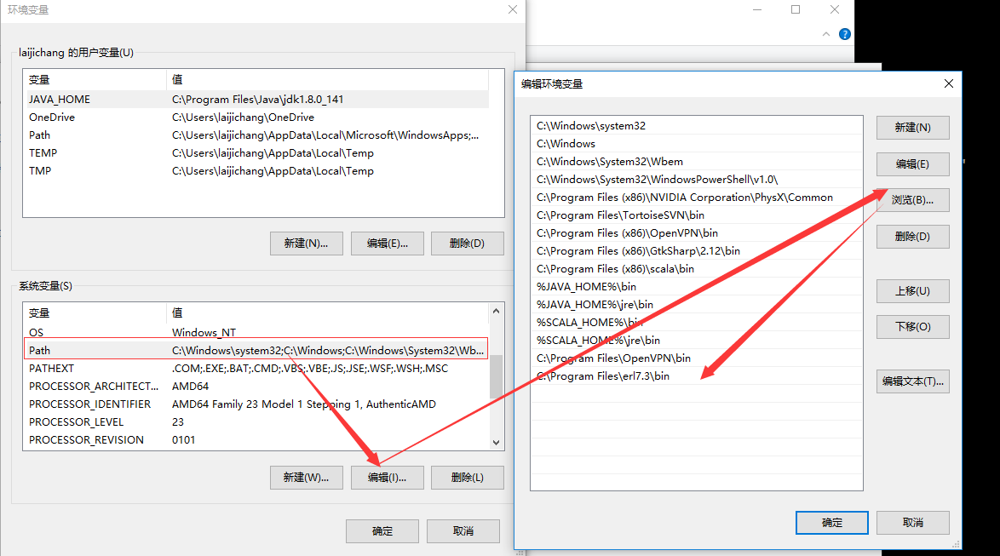 环境变量
laijichang 的用户变量(U)
变量 值
JAVA_HOME C:\Program Files\Java\jdk1.8.0_141
OneDrive C:\Users\laijichang\OneDrive
Path C:\Users\laijichang\AppData\Local\Microsoft\WindowsApps;...
TEMP C:\Users\laijichang\AppData\Local\Temp
TMP C:\Users\laijichang\AppData\Local\Temp
新建(N)... 编辑(E)... 删除(D)
系统变量(S)
变量 值
OS Windows_NT
Path C:\Windows\system32;C:\Windows;C:\Windows\System32\Wb...
PATHEXT .COM;.EXE;.BAT;.CMD;.VBS;.VBE;.JS;.JSE;.WSF;.WSH;.MSC
PROCESSOR_ARCHITECT... AMD64
PROCESSOR_IDENTIFIER AMD64 Family 23 Model 1 Stepping 1, AuthenticAMD
PROCESSOR_LEVEL 23
PROCESSOR_REVISION 0101
新建(W)... 编辑(I)... 删除(L)
确定 取消
编辑环境变量
C:\Windows\system32
C:\Windows
C:\Windows\System32\Wbem
C:\Windows\System32\WindowsPowerShell\v1.0\
C:\Program Files (x86)\NVIDIA Corporation\PhysX\Common
C:\Program Files\TortoiseSVN\bin
C:\Program Files (x86)\OpenVPN\bin
C:\Program Files (x86)\GtkSharp\2.12\bin
C:\Program Files (x86)\scala\bin
%JAVA_HOME%\bin
%JAVA_HOME%\jre\bin
%SCALA_HOME%\bin
%SCALA_HOME%\jre\bin
C:\Program Files\OpenVPN\bin
C:\Program Files\erl7.3\bin
新建(N)
编辑(E)
浏览(B)...
删除(D)
上移(U)
下移(O)
编辑文本(T)...
确定 取消